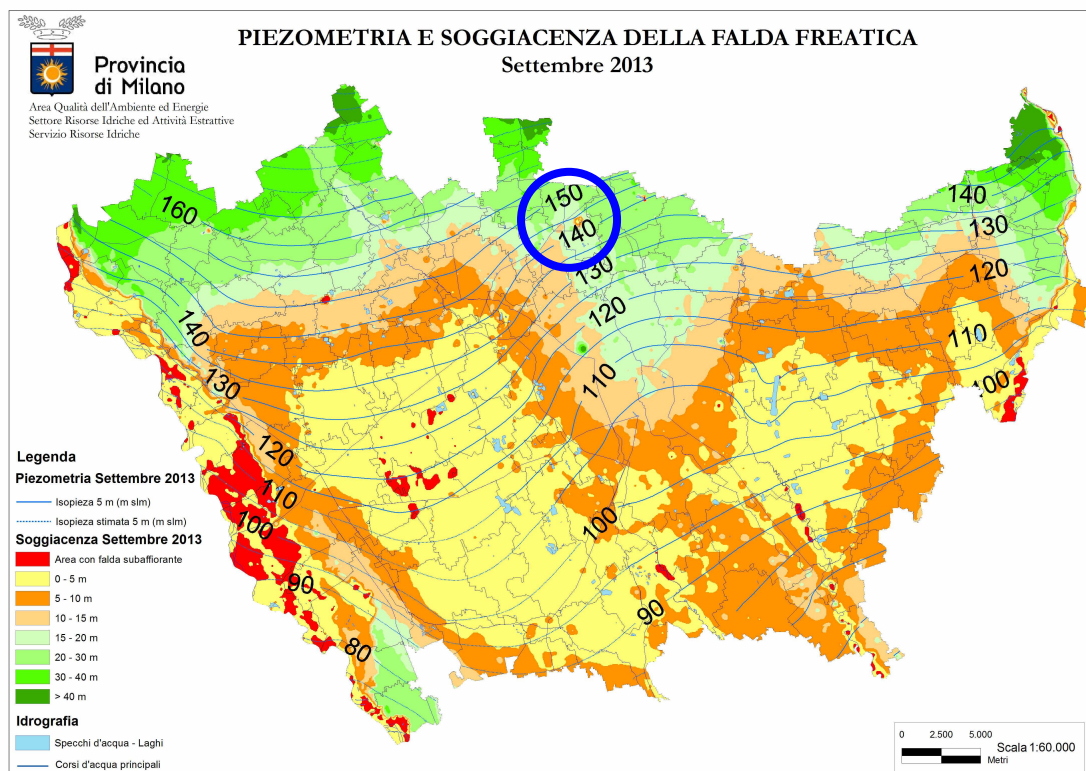 PIEZOMETRIA E SOGGIACENZA DELLA FALDA FREATICA
Settembre 2013
Provincia
di Milano
Area Qualità dell'Ambiente ed Energie
Settore Risorse Idriche ed Attività Estrattive
Servizio Risorse Idriche
160
150
140
130
120
110
140
130
120
110
100
140
130
120
110
100
90
80
100
90
Legenda
Piezometria Settembre 2013
Isopieza 5 m (m slm)
Isopieza stimata 5 m (m slm)
Soggiacenza Settembre 2013
Area con falda subaffiorante
0 - 5 m
5 - 10 m
10 - 15 m
15 - 20 m
20 - 30 m
30 - 40 m
> 40 m
Idrografia
Specchi d'acqua - Laghi
Corsi d'acqua principali
0 2.500 5.000
Metri
Scala 1:60.000